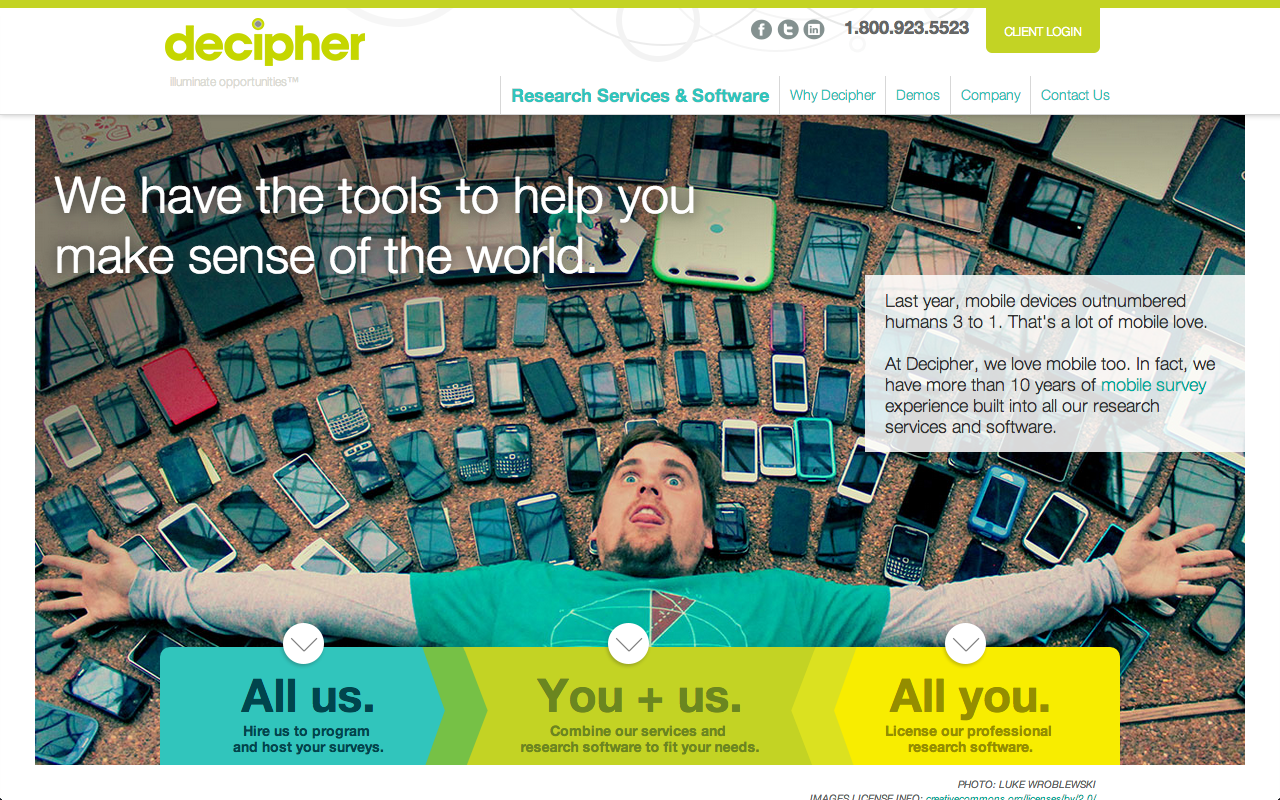 decipher
illuminate opportunities™
1.800.923.5523
CLIENT LOGIN
Research Services & Software
Why Decipher
Demos
Company
Contact Us
We have the tools to help you
make sense of the world.
Last year, mobile devices outnumbered
humans 3 to 1. That's a lot of mobile love.
At Decipher, we love mobile too. In fact, we
have more than 10 years of mobile survey
experience built into all our research
services and software.
All us.
Hire us to program
and host your surveys.
You + us.
Combine our services and
research software to fit your needs.
All you.
License our professional
research software.
PHOTO: LUKE WROBLEWSKI
IMAGES LICENSE INFO: creativecommons.org/licenses/by/2.0/